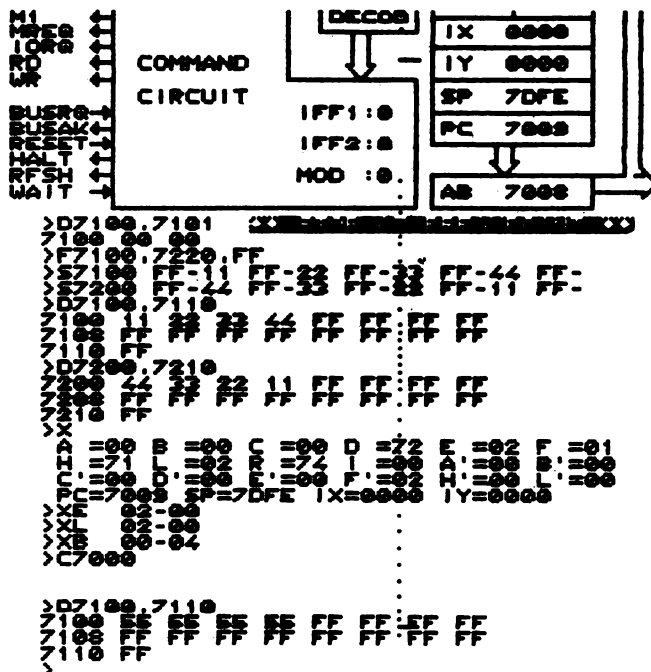 M1
MREQ
IORQ
RD
WR
BUSRQ
BUSAK
RESET
HALT
RFSH
WAIT
COMMAND
CIRCUIT
DECOD
IFF1:0
IFF2:0
MOD :0
IX 0000
IY 0000
SP 7DFE
PC 7009
AB 7008
>D7100,7101
7100 00 00
>F7100,7220,FF
>S7100 FF-11 FF-22 FF-33 FF-44 FF-
>S7200 FF-44 FF-33 FF-22 FF-11 FF-
>D7100,7110
7100 11 22 33 44 FF FF FF FF
7108 FF FF FF FF FF FF FF FF
7110 FF
>D7200,7210
7200 44 33 22 11 FF FF FF FF
7208 FF FF FF FF FF FF FF FF
7210 FF
>X
A =00 B =00 C =00 D =72 E =02 F =01
H =71 L =02 R =74 I =00 A'=00 B'=00
C'=00 D'=00 E'=00 F'=02 H'=00 L'=00
PC=7009 SP=7DFE IX=0000 IY=0000
>XE 02-00
>XL 02-00
>XB 00-04
>C7000
>D7100,7110
7100 55 55 55 55 FF FF FF FF
7108 FF FF FF FF FF FF FF FF
7110 FF
>